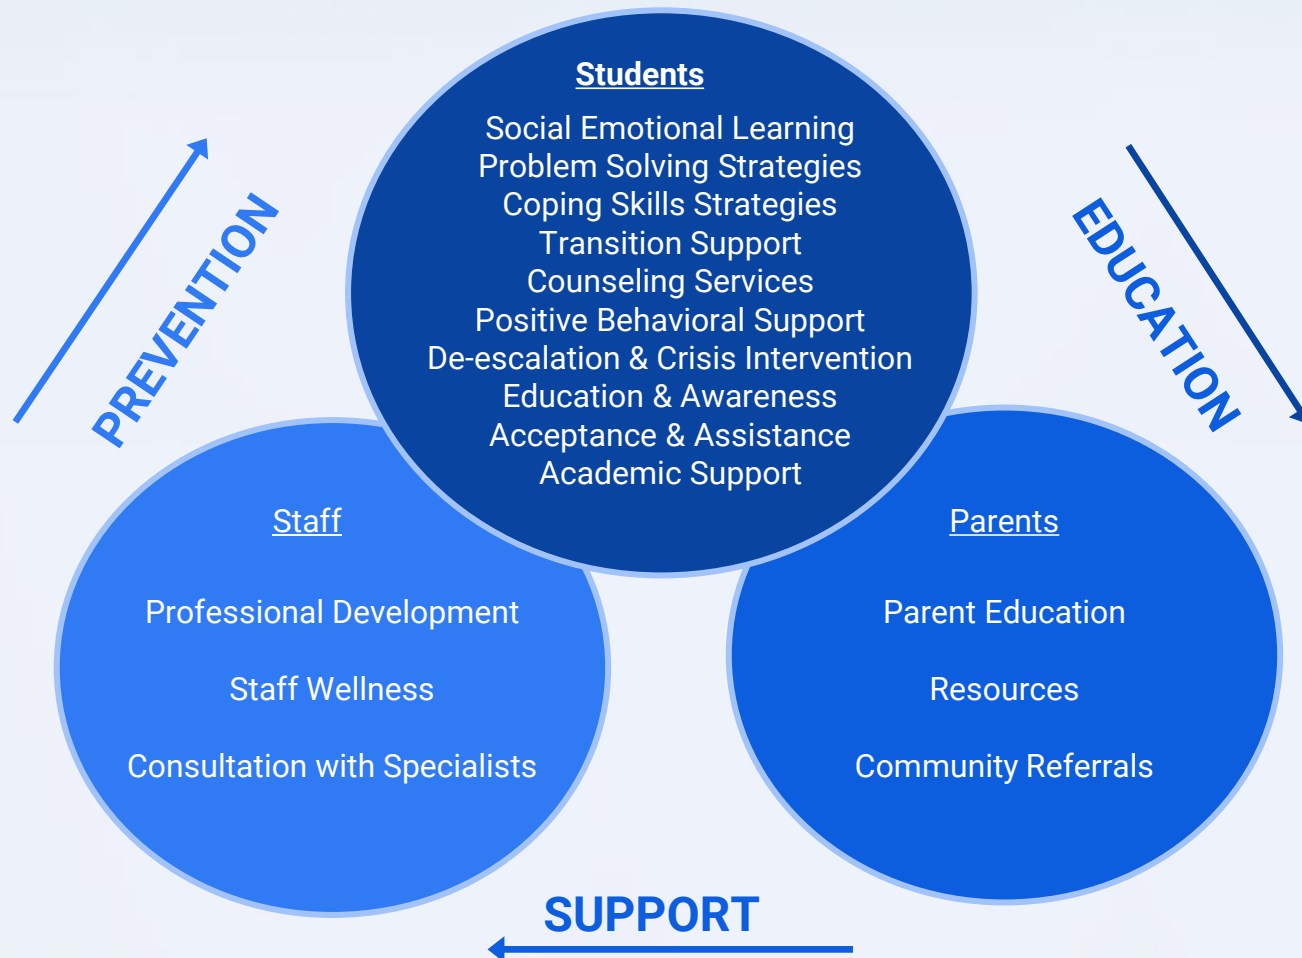 Students
Social Emotional Learning
Problem Solving Strategies
Coping Skills Strategies
Transition Support
Counseling Services
Positive Behavioral Support
De-escalation & Crisis Intervention
Education & Awareness
Acceptance & Assistance
Academic Support
PREVENTION
EDUCATION
Staff
Professional Development
Staff Wellness
Consultation with Specialists
Parents
Parent Education
Resources
Community Referrals
SUPPORT